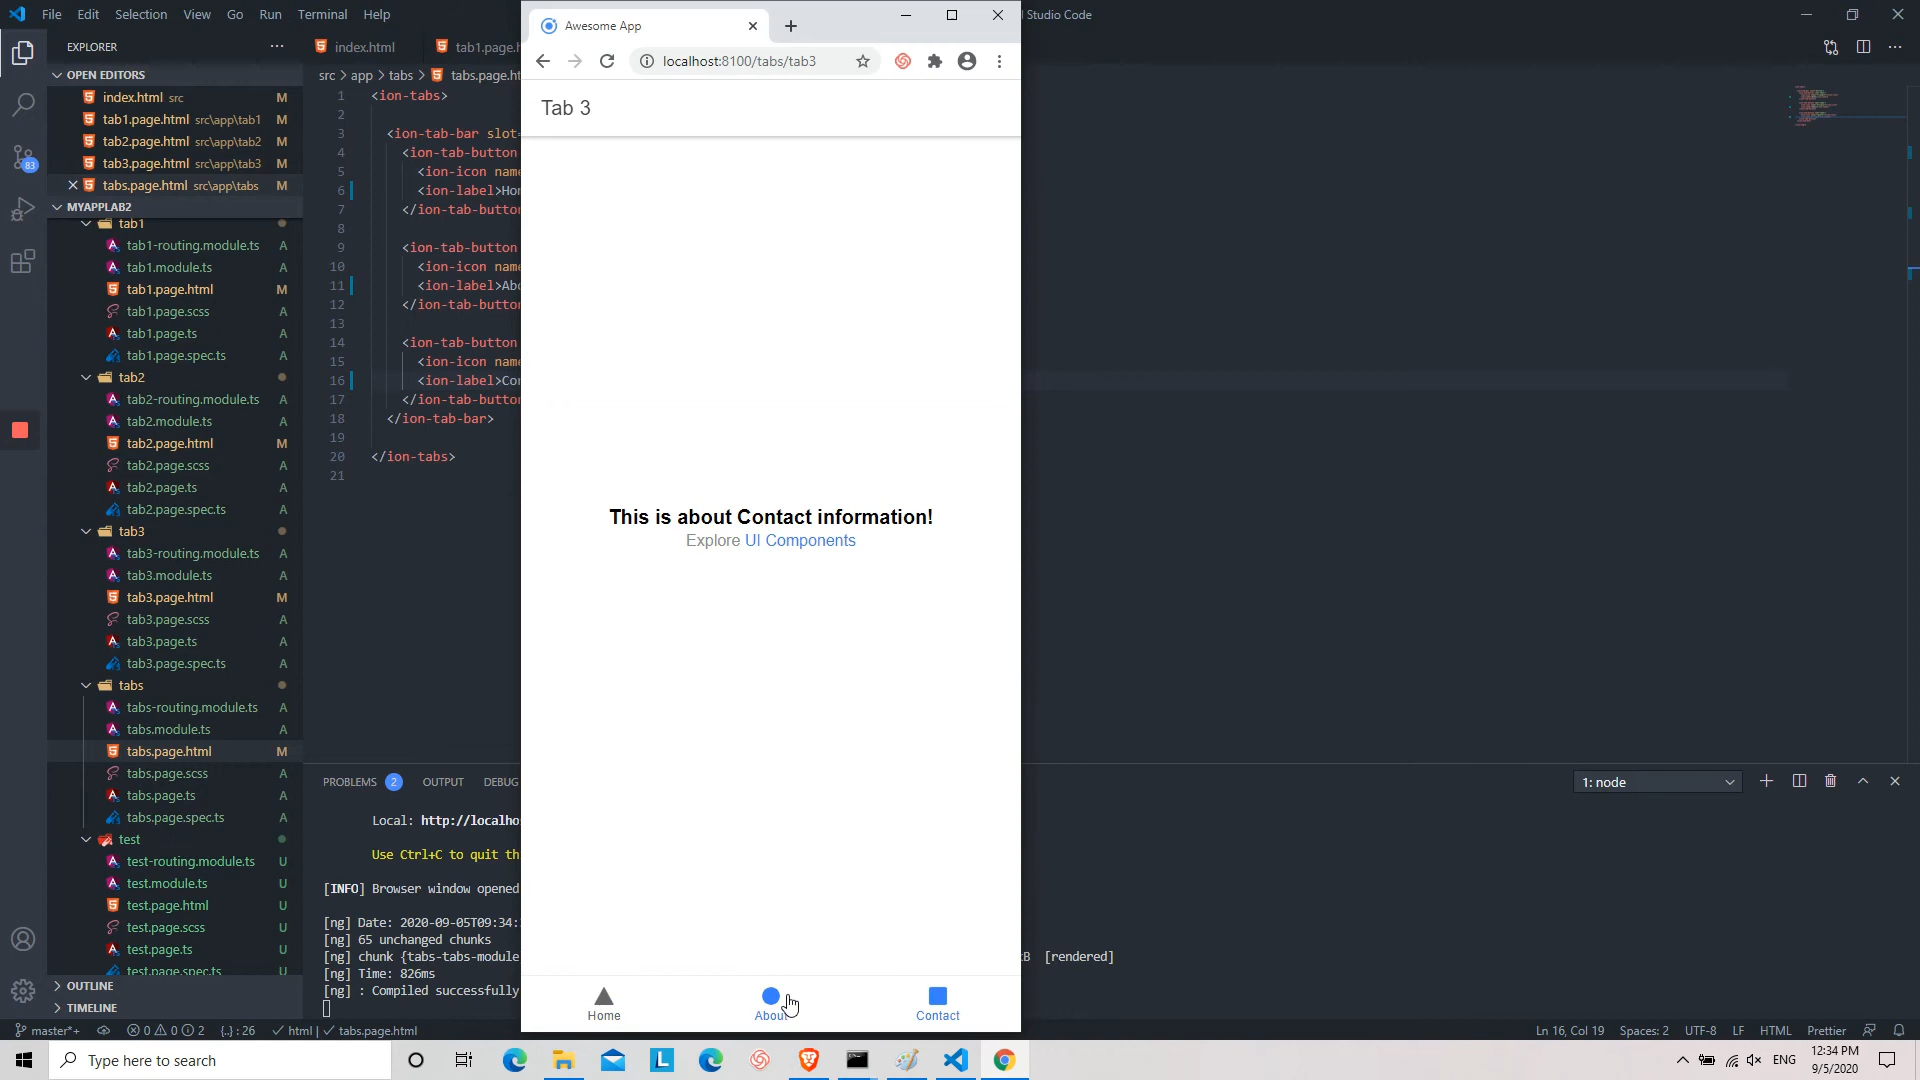 File Edit Selection View Go Run Terminal Help
l Studio Code
EXPLORER
OPEN EDITORS
index.html src M
tab1.page.html src\app\tab1 M
tab2.page.html src\app\tab2 M
tab3.page.html src\app\tab3 M
tabs.page.html src\app\tabs M
MYAPPLAB2
tab1
tab1-routing.module.ts A
tab1.module.ts A
tab1.page.html M
tab1.page.scss A
tab1.page.ts A
tab1.page.spec.ts A
tab2
tab2-routing.module.ts A
tab2.module.ts A
tab2.page.html M
tab2.page.scss A
tab2.page.ts A
tab2.page.spec.ts A
tab3
tab3-routing.module.ts A
tab3.module.ts A
tab3.page.html M
tab3.page.scss A
tab3.page.ts A
tab3.page.spec.ts A
tabs
tabs-routing.module.ts A
tabs.module.ts A
tabs.page.html M
tabs.page.scss A
tabs.page.ts A
tabs.page.spec.ts A
test
test-routing.module.ts U
test.module.ts U
test.page.html U
test.page.scss U
test.page.ts U
test.page.spec.ts U
OUTLINE
TIMELINE
83
index.html tab1.page.h
src > app > tabs > tabs.page.ht
1 <ion-tabs>
2
3 <ion-tab-bar slot=
4 <ion-tab-button
5 <ion-icon nam
6 <ion-label>Ho
7 </ion-tab-butto
8
9 <ion-tab-button
10 <ion-icon nam
11 <ion-label>Abo
12 </ion-tab-butto
13
14 <ion-tab-button
15 <ion-icon nam
16 <ion-label>Co
17 </ion-tab-butto
18 </ion-tab-bar>
19
20 </ion-tabs>
21
PROBLEMS 2 OUTPUT DEBUG
1: node
Local: http://localho
Use Ctrl+C to quit th
[INFO] Browser window opened
[ng] Date: 2020-09-05T09:34:
[ng] 65 unchanged chunks
[ng] chunk {tabs-tabs-module
B [rendered]
[ng] Time: 826ms
[ng] : Compiled successfully
Awesome App
localhost:8100/tabs/tab3
Tab 3
This is about Contact information!
Explore UI Components
Home About Contact
master*+ 0 0 2 {..} : 26 html tabs.page.html
Ln 16, Col 19 Spaces: 2 UTF-8 LF HTML Prettier
Type here to search
ENG
12:34 PM
9/5/2020